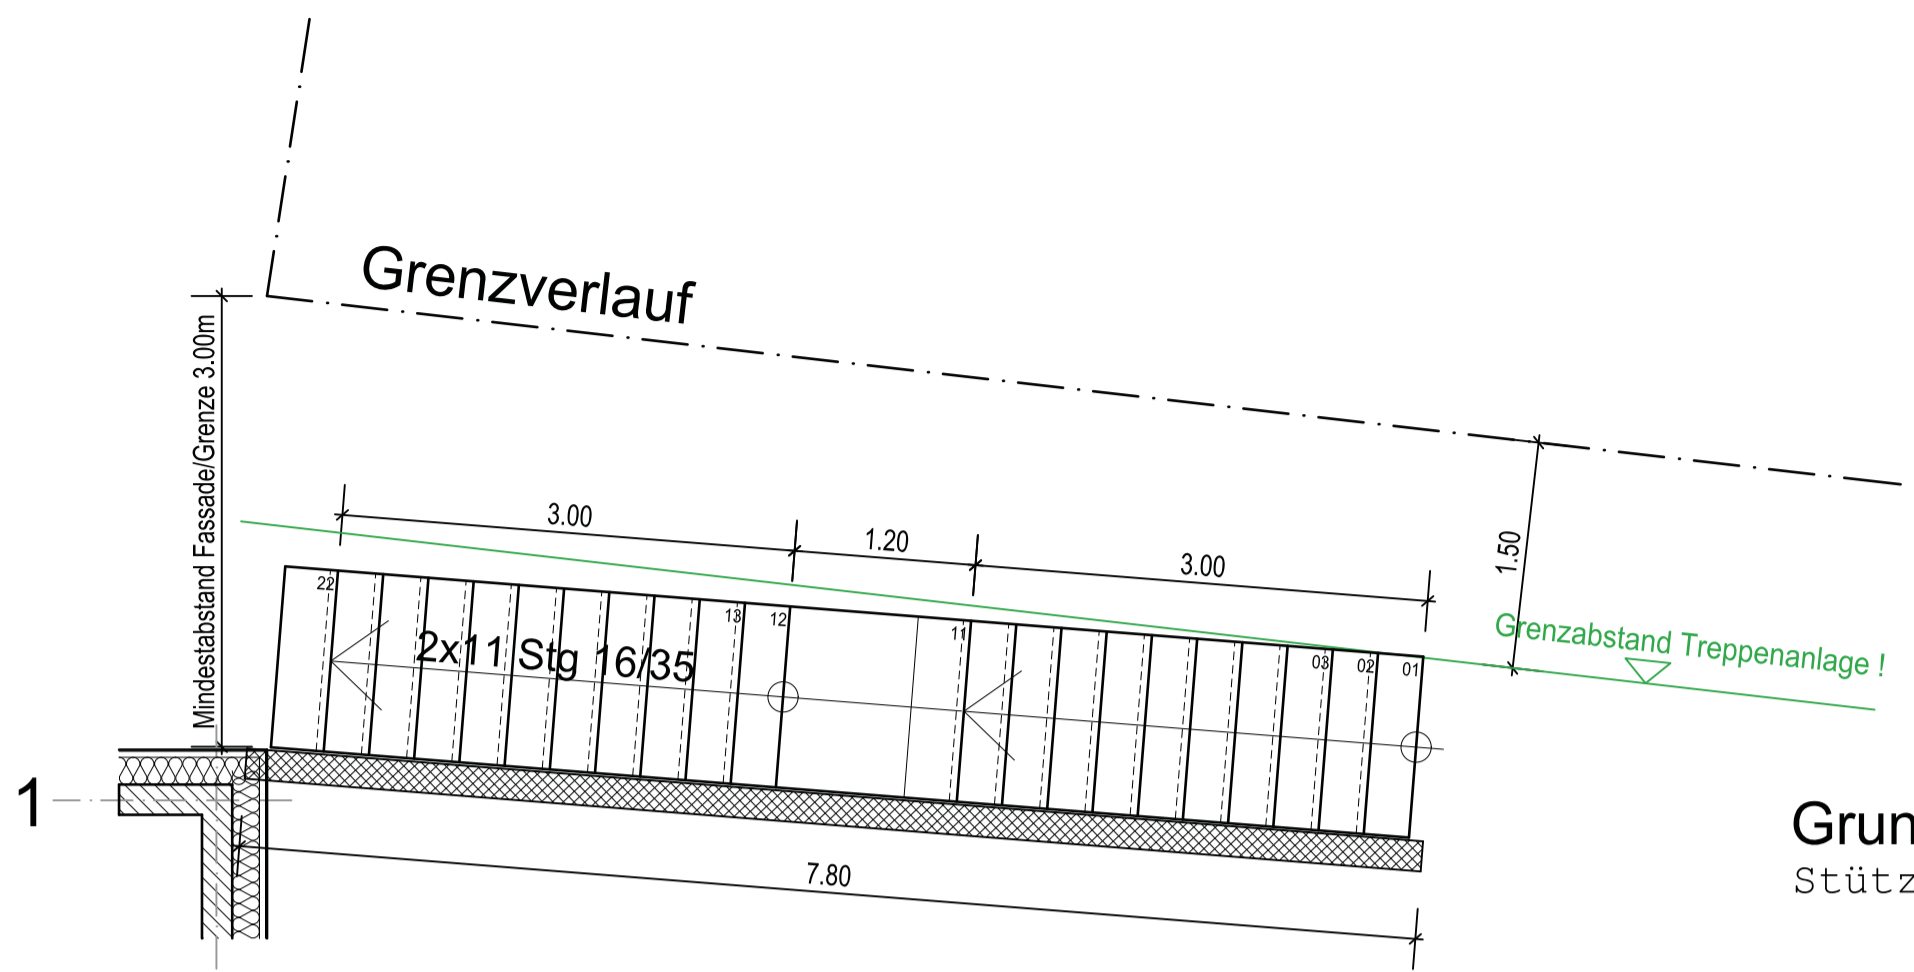 Grenzverlauf
Mindestabstand Fassade/Grenze 3.00m
3.00
1.20
3.00
1.50
Grenzabstand Treppenanlage !
22
13
12
11
03
02
01
2x11 Stg 16/35
1
7.80
Grun
Stütz